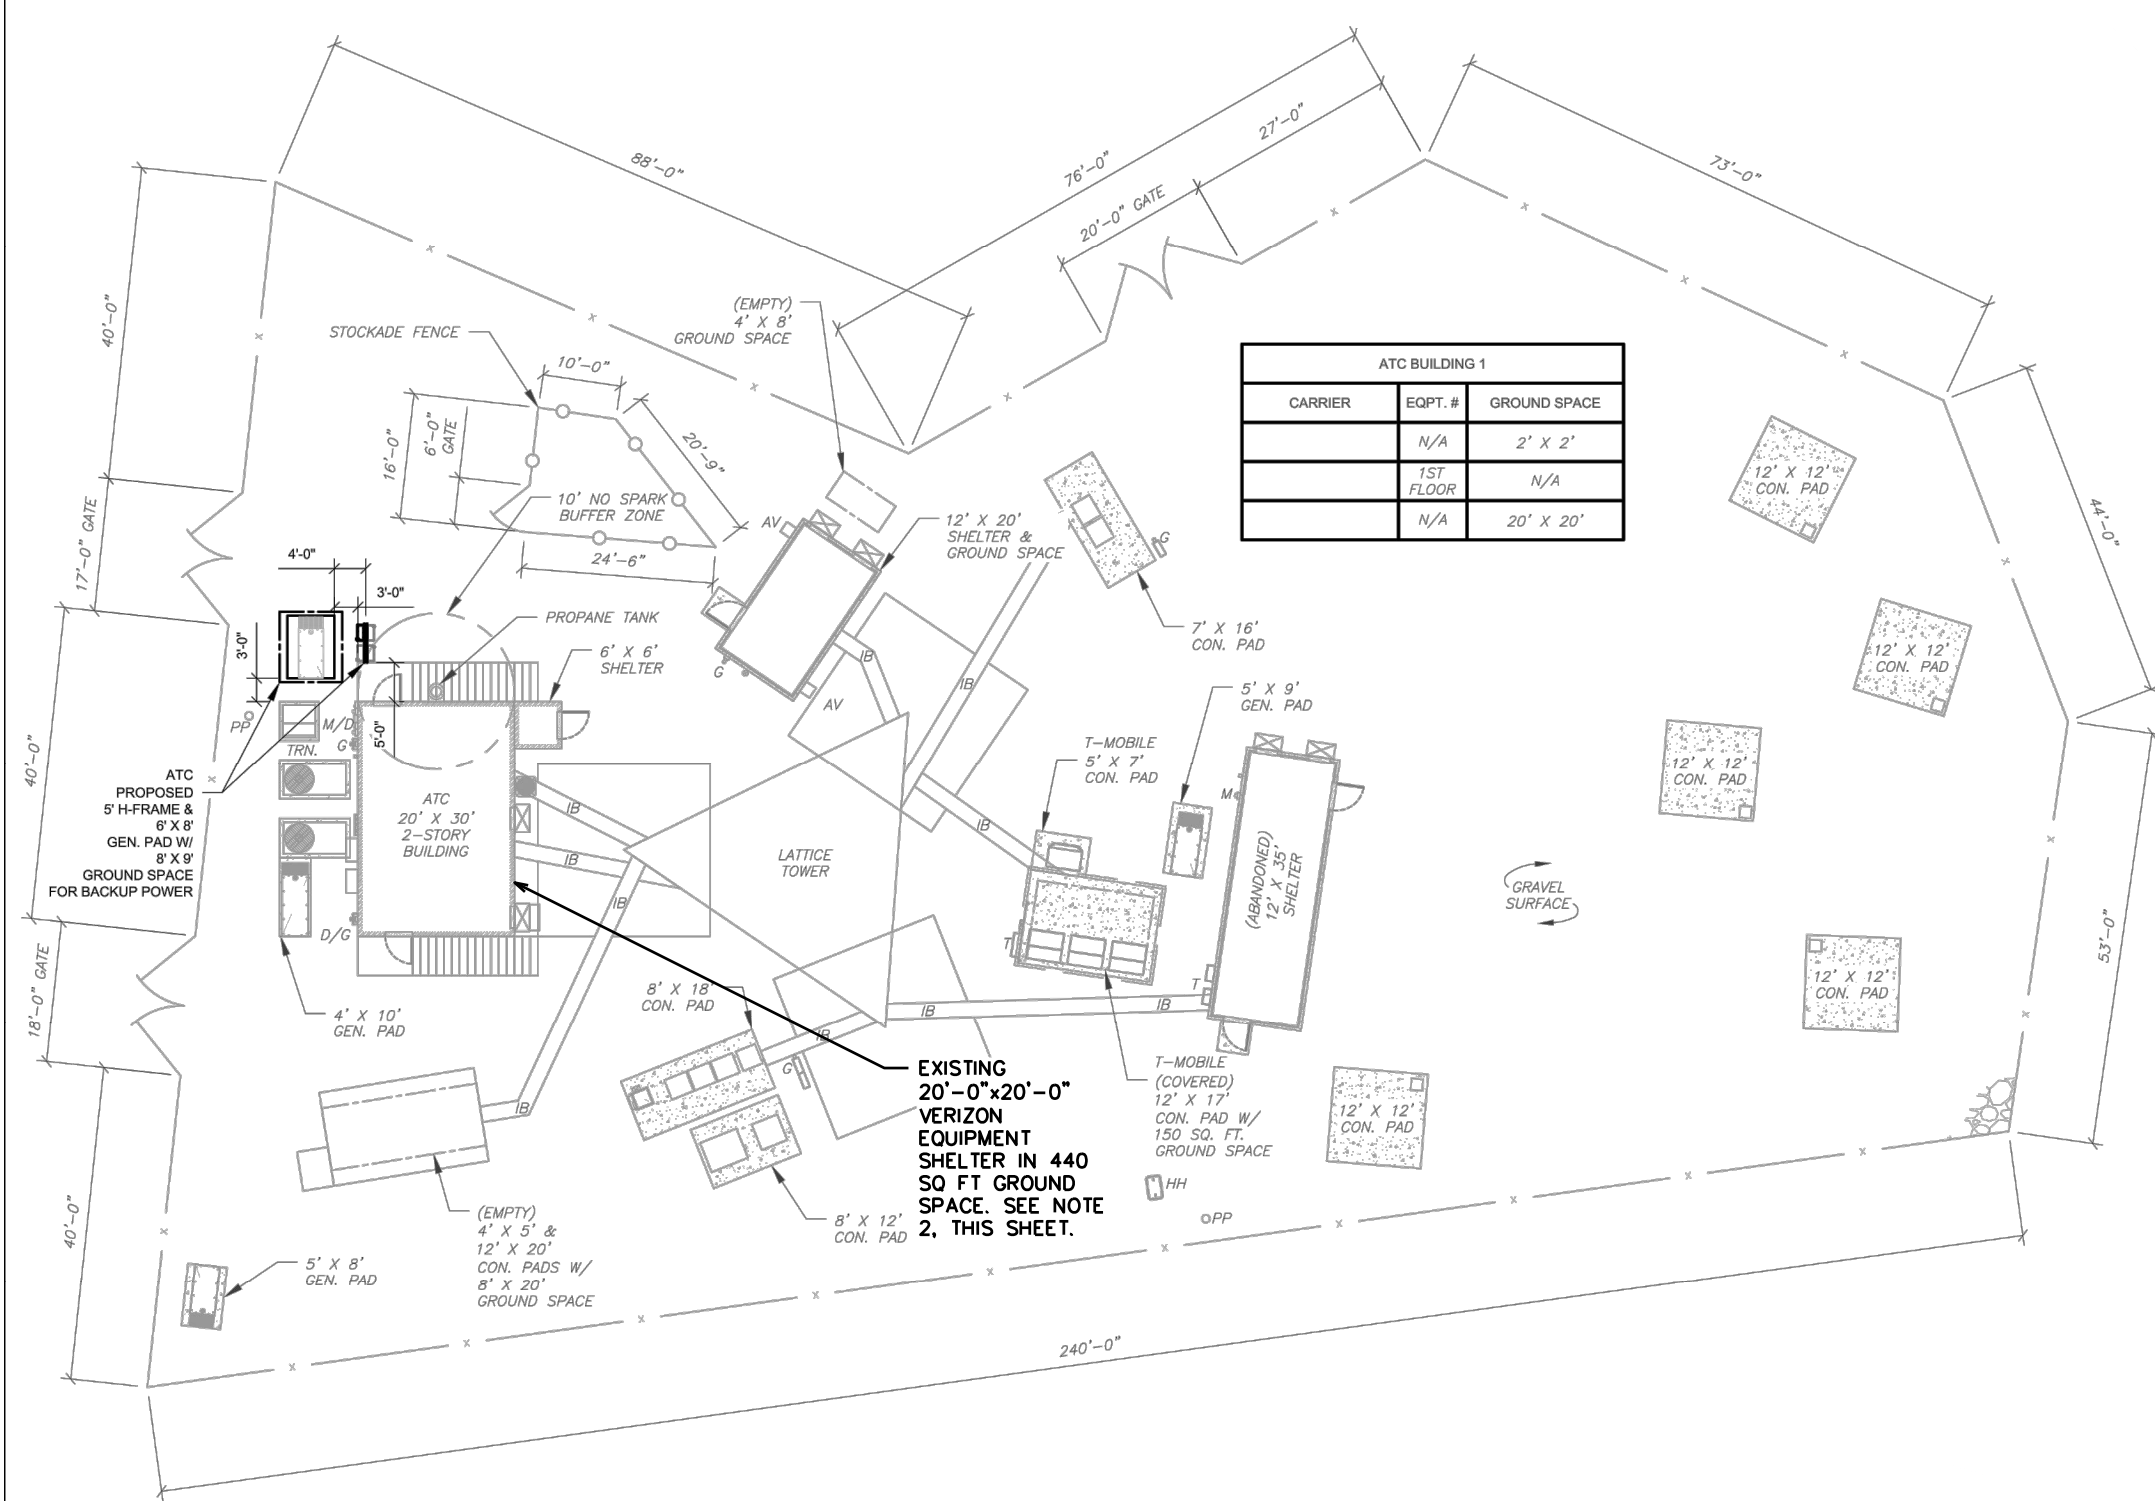 88'-0"
76'-0"
27'-0"
20'-0" GATE
73'-0"
40'-0"
STOCKADE FENCE
(EMPTY)
4' X 8'
GROUND SPACE
10'-0"
16'-0"
6'-0"
GATE
20'-9"
10' NO SPARK
BUFFER ZONE
24'-6"
AV
12' X 20'
SHELTER &
GROUND SPACE
G
7' X 16'
CON. PAD
ATC BUILDING 1
CARRIER
EQPT. #
GROUND SPACE
N/A
2' X 2'
1ST
FLOOR
N/A
N/A
20' X 20'
12' X 12'
CON. PAD
44'-0"
17'-0" GATE
4'-0"
3'-0"
3'-0"
PROPANE TANK
6' X 6'
SHELTER
G
IB
AV
IB
5' X 9'
GEN. PAD
12' X 12'
CON. PAD
PP
M/D
G
TRN.
5'-0"
40'-0"
ATC
PROPOSED
5' H-FRAME &
6' X 8'
GEN. PAD W/
8' X 9'
GROUND SPACE
FOR BACKUP POWER
ATC
20' X 30'
2-STORY
BUILDING
IB
IB
IB
LATTICE
TOWER
IB
T-MOBILE
5' X 7'
CON. PAD
M
(ABANDONED)
12' X 35'
SHELTER
12' X 12'
CON. PAD
GRAVEL
SURFACE
53'-0"
D/G
18'-0" GATE
4' X 10'
GEN. PAD
8' X 18'
CON. PAD
IB
IB
IB
T
T
12' X 12'
CON. PAD
G
EXISTING
20'-0"x20'-0"
VERIZON
EQUIPMENT
SHELTER IN 440
SQ FT GROUND
SPACE. SEE NOTE
2, THIS SHEET.
T-MOBILE
(COVERED)
12' X 17'
CON. PAD W/
150 SQ. FT.
GROUND SPACE
12' X 12'
CON. PAD
IB
HH
PP
8' X 12'
CON. PAD
(EMPTY)
4' X 5' &
12' X 20'
CON. PADS W/
8' X 20'
GROUND SPACE
40'-0"
5' X 8'
GEN. PAD
240'-0"